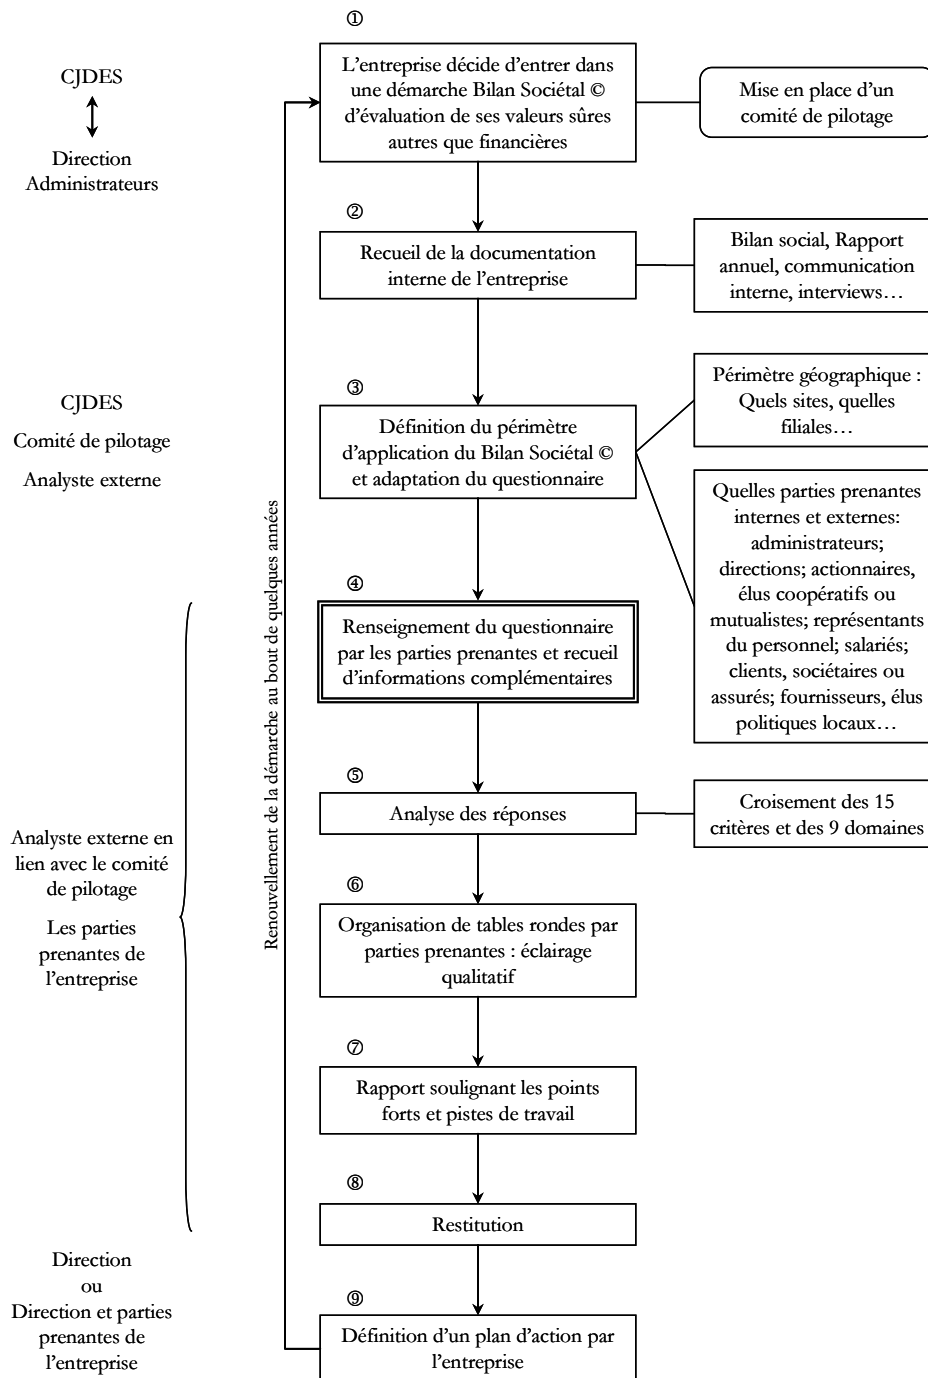 ①
CJDES
Direction
Administrateurs
L'entreprise décide d'entrer dans
une démarche Bilan Sociétal ©
d'évaluation de ses valeurs sûres
autres que financières
Mise en place d'un
comité de pilotage
②
Recueil de la documentation
interne de l'entreprise
Bilan social, Rapport
annuel, communication
interne, interviews…
③
CJDES
Comité de pilotage
Analyste externe
Définition du périmètre
d'application du Bilan Sociétal ©
et adaptation du questionnaire
Périmètre géographique :
Quels sites, quelles
filiales…
Quelles parties prenantes
internes et externes:
administrateurs;
directions; actionnaires,
élus coopératifs ou
mutualistes; représentants
du personnel; salariés;
clients, sociétaires ou
assurés; fournisseurs, élus
politiques locaux…
Renouvellement de la démarche au bout de quelques années
④
Renseignement du questionnaire
par les parties prenantes et recueil
d'informations complémentaires
⑤
Analyse des réponses
Croisement des 15
critères et des 9 domaines
Analyste externe en
lien avec le comité
de pilotage
Les parties
prenantes de
l'entreprise
⑥
Organisation de tables rondes par
parties prenantes : éclairage
qualitatif
⑦
Rapport soulignant les points
forts et pistes de travail
⑧
Restitution
Direction
ou
Direction et parties
prenantes de
l'entreprise
⑨
Définition d'un plan d'action par
l'entreprise